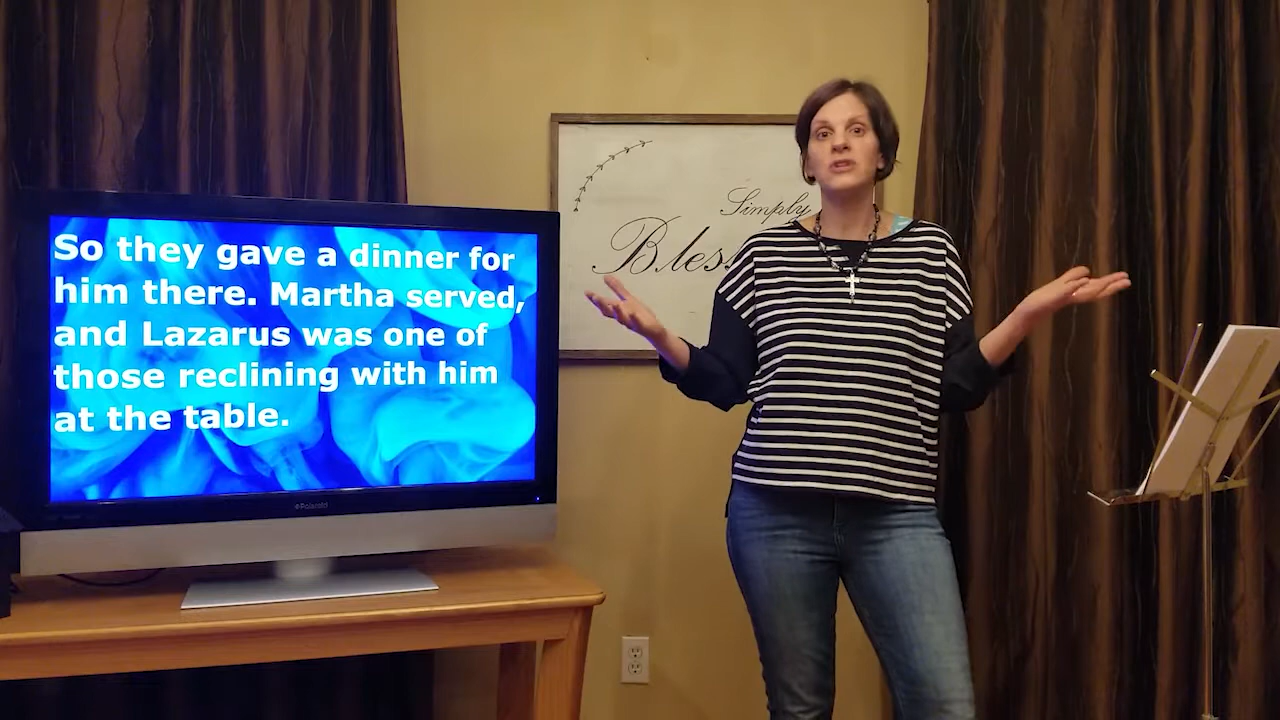 So they gave a dinner for
him there. Martha served,
and Lazarus was one of
those reclining with him
at the table.
Polaroid
Simply
Bless